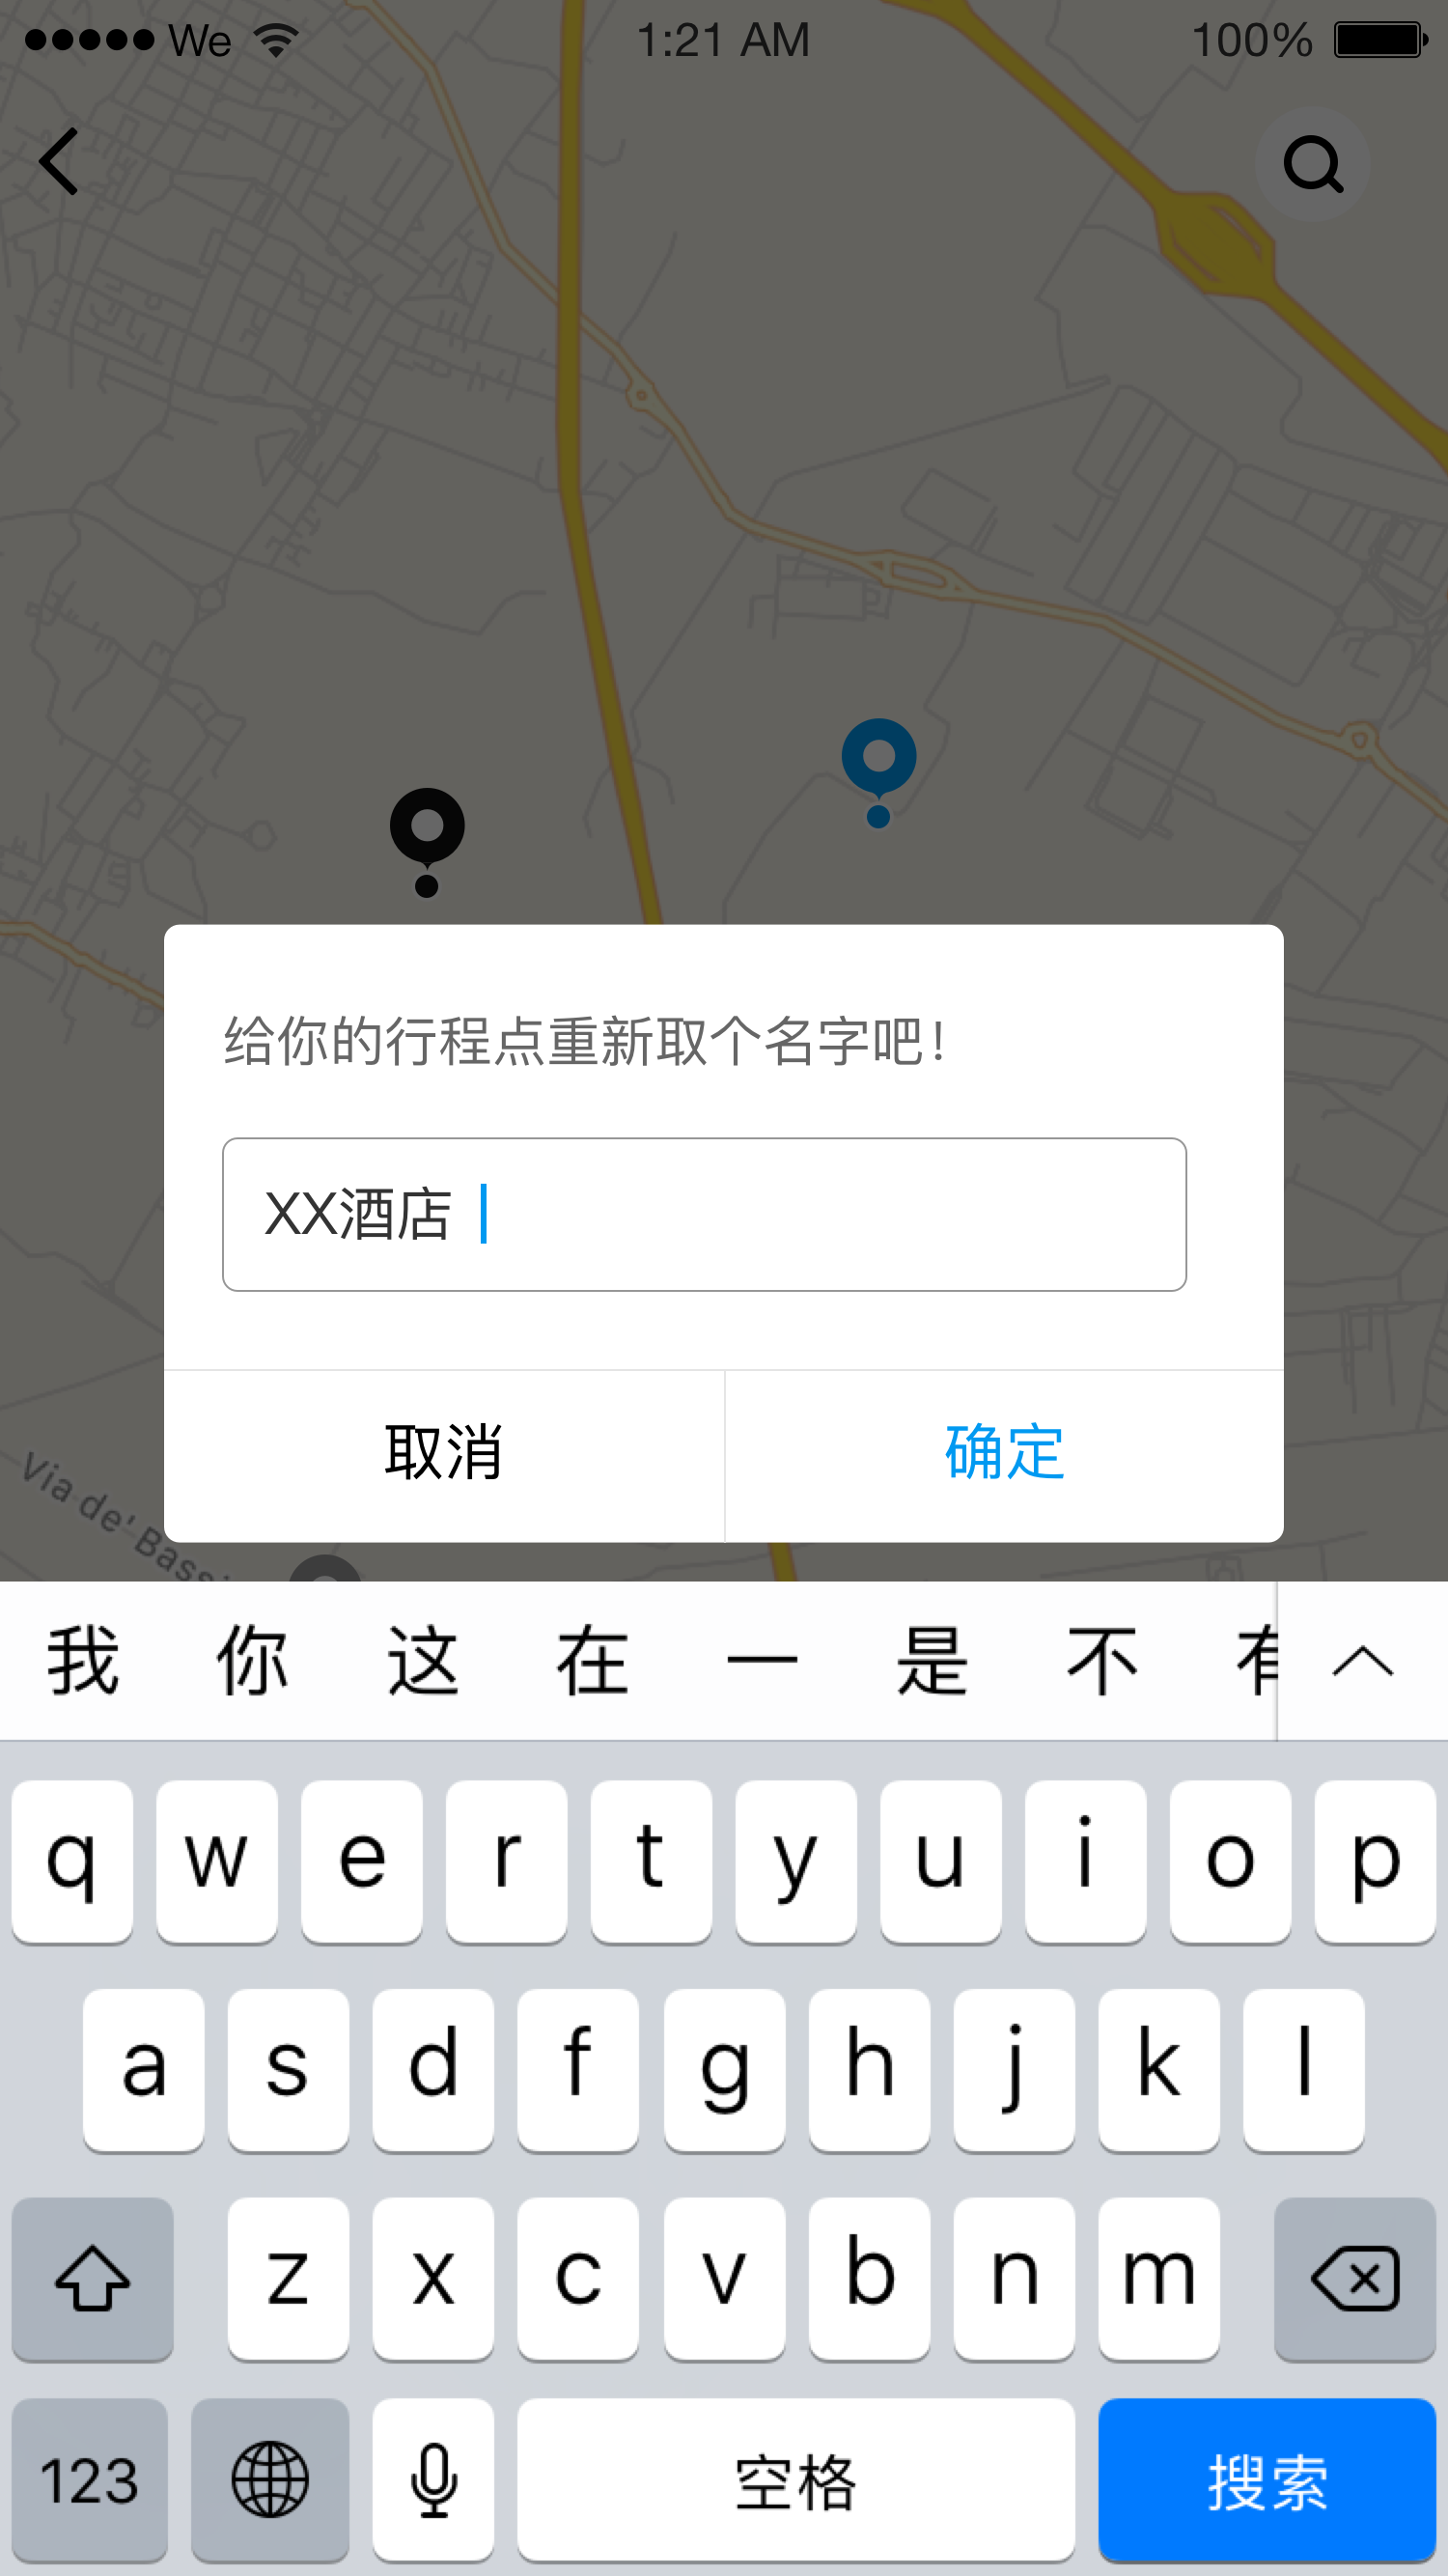 We 1:21 AM 100%
给你的行程点重新取个名字吧！
XX酒店
取消 确定
Via de' Bass
我 你 这 在 一 是 不 有
q w e r t y u i o p
a s d f g h j k l
z x c v b n m
123 空格 搜索